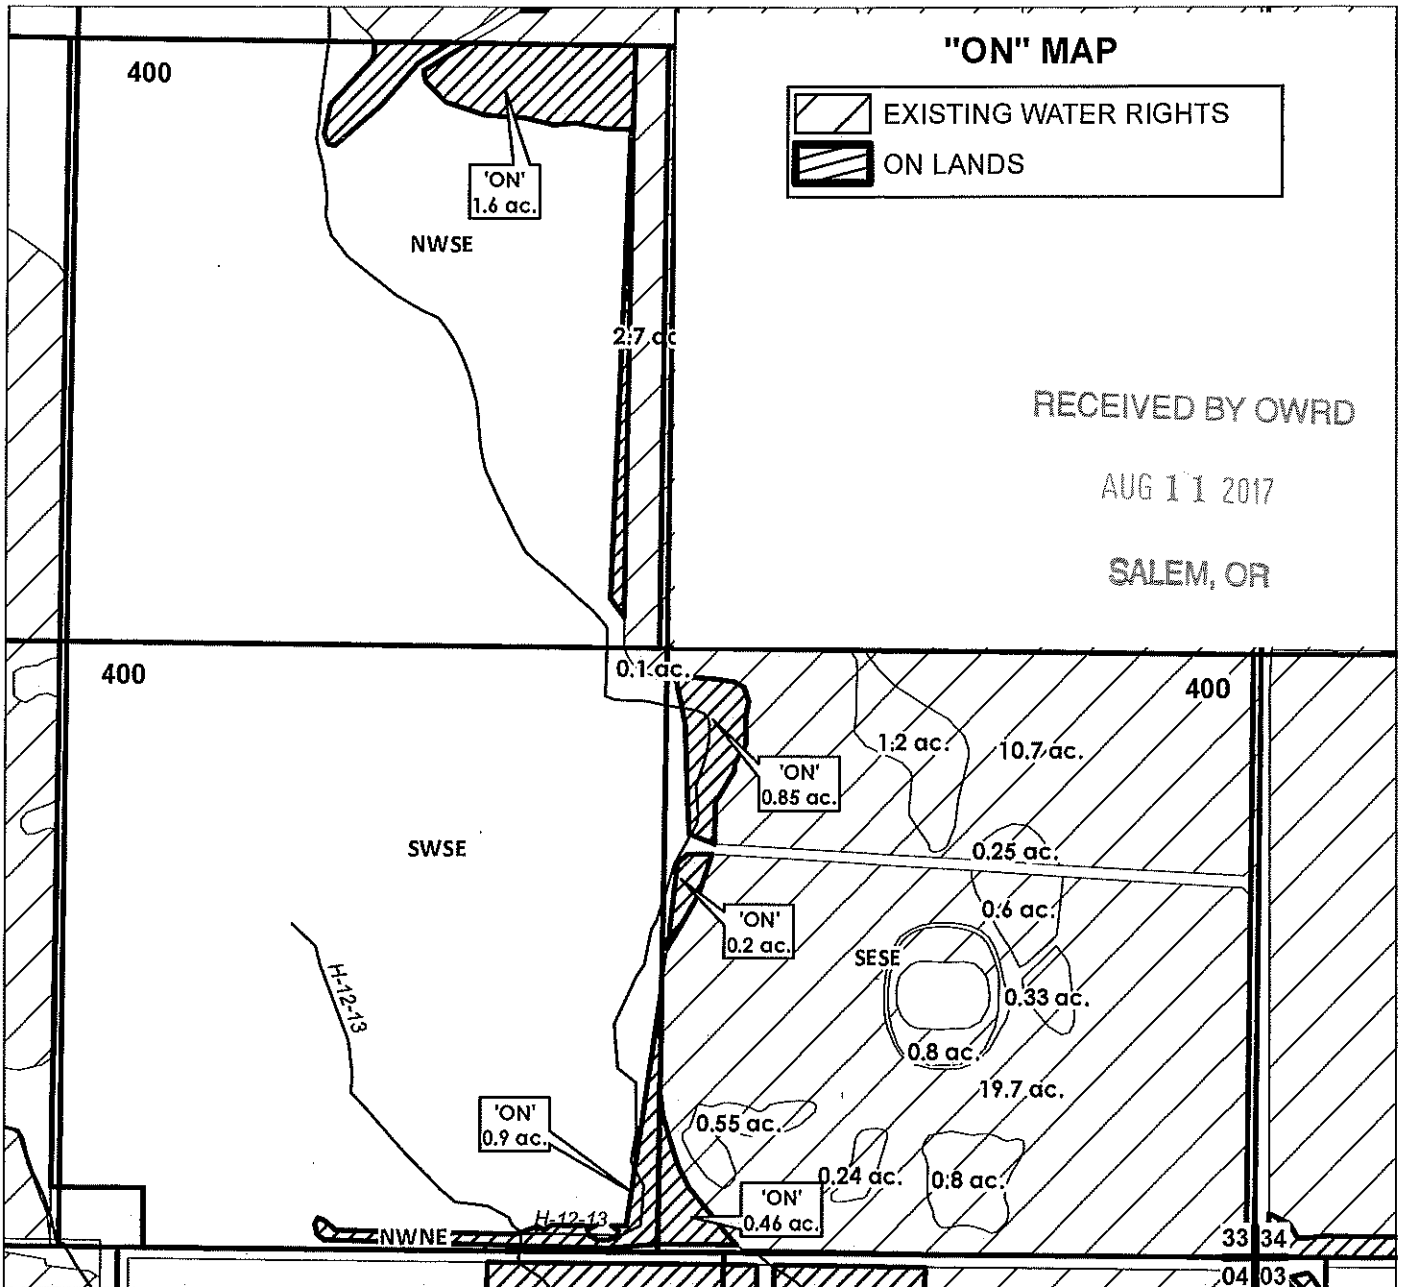 "ON" MAP
EXISTING WATER RIGHTS
ON LANDS
400
'ON'
1.6 ac.
NWSE
2.7 ac
RECEIVED BY OWRD
AUG 11 2017
SALEM, OR
400
0.1 ac.
400
1.2 ac.
10.7 ac.
'ON'
0.85 ac.
SWSE
0.25 ac.
0.6 ac.
'ON'
0.2 ac.
SESE
H-12-13
0.33 ac.
0.8 ac.
19.7 ac.
'ON'
0.9 ac.
0.55 ac.
0.24 ac.
0.8 ac.
'ON'
0.46 ac.
H-12-13
NWNE
33 34
04 03